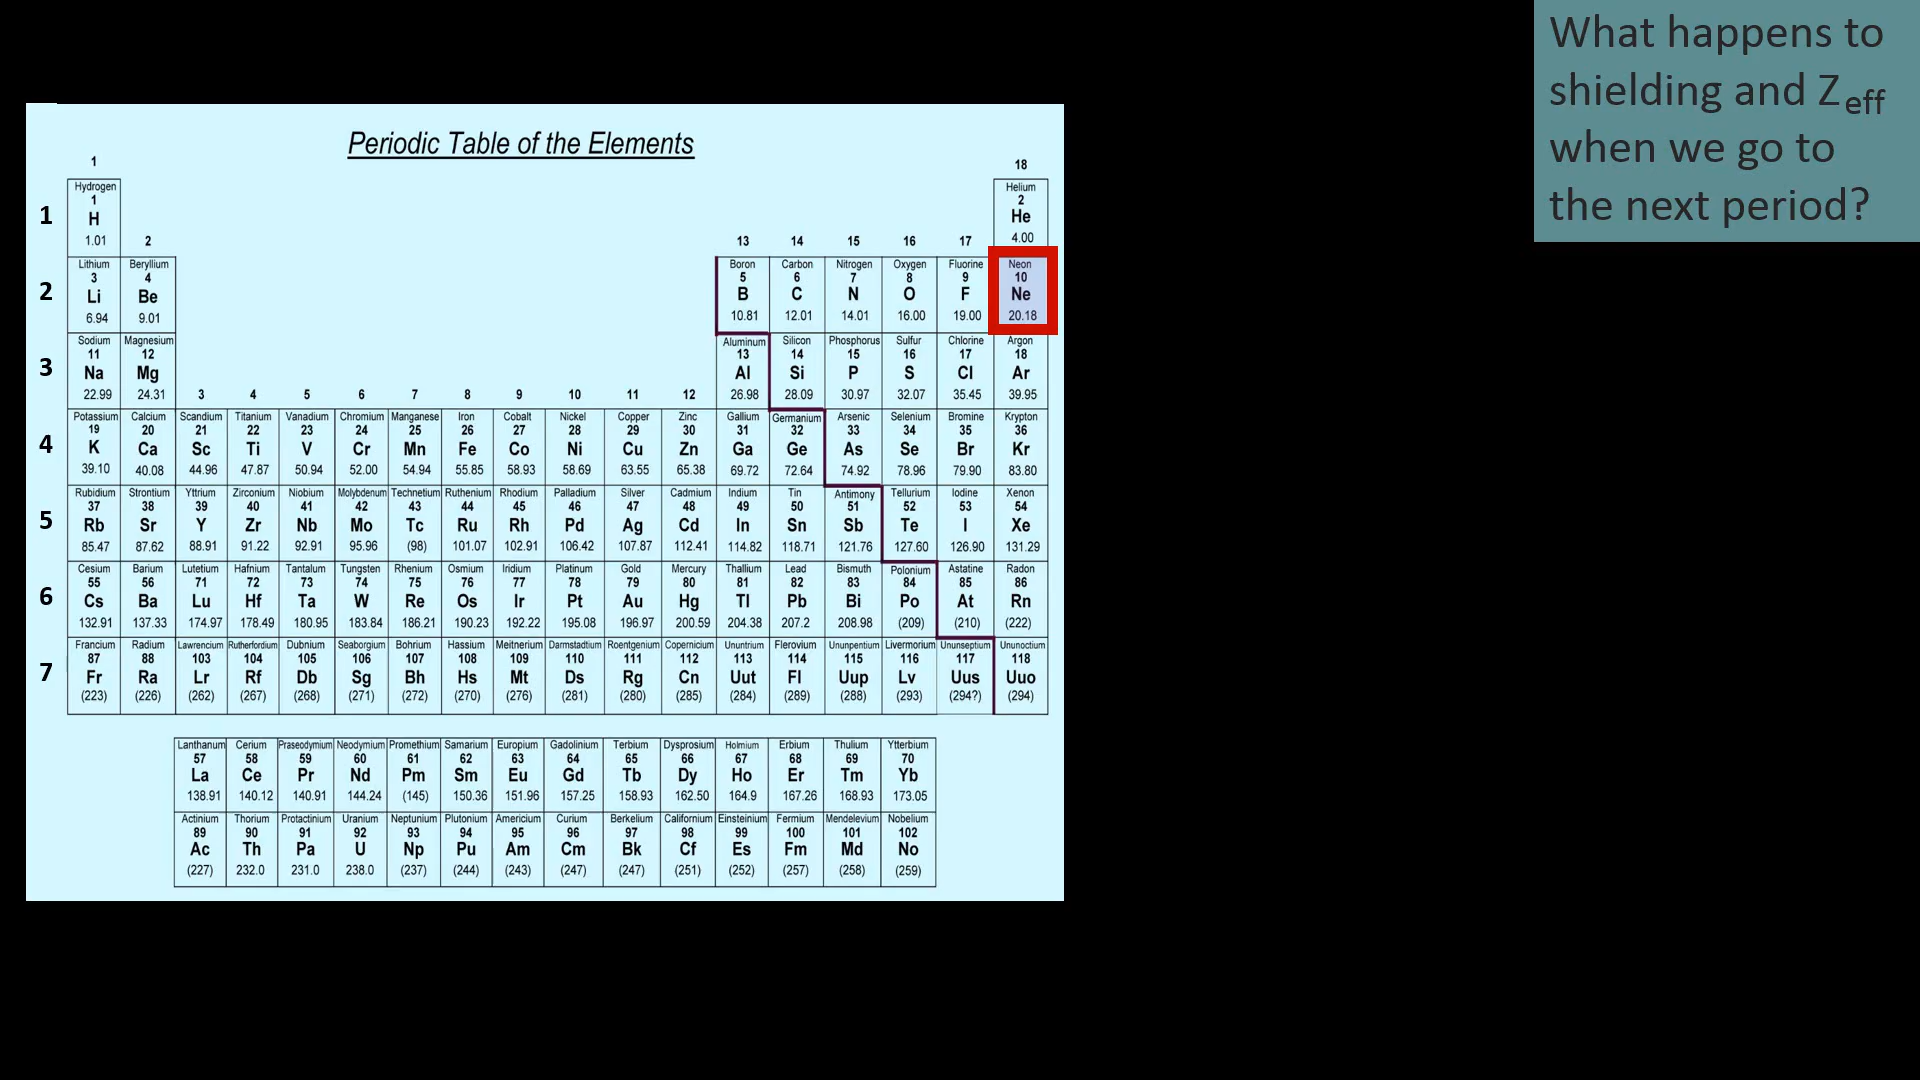 What happens to
shielding and Zeff
when we go to
the next period?
Periodic Table of the Elements
1 18
Hydrogen Helium
1 2
H He
1.01 2 13 14 15 16 17 4.00
1
Lithium Beryllium Boron Carbon Nitrogen Oxygen Fluorine Neon
3 4 5 6 7 8 9 10
2 Li Be B C N O F Ne
6.94 9.01 10.81 12.01 14.01 16.00 19.00 20.18
Sodium Magnesium Aluminum Silicon Phosphorus Sulfur Chlorine Argon
11 12 13 14 15 16 17 18
3 Na Mg Al Si P S Cl Ar
22.99 24.31 3 4 5 6 7 8 9 10 11 12 26.98 28.09 30.97 32.07 35.45 39.95
Potassium Calcium Scandium Titanium Vanadium Chromium Manganese Iron Cobalt Nickel Copper Zinc Gallium Germanium Arsenic Selenium Bromine Krypton
19 20 21 22 23 24 25 26 27 28 29 30 31 32 33 34 35 36
4 K Ca Sc Ti V Cr Mn Fe Co Ni Cu Zn Ga Ge As Se Br Kr
39.10 40.08 44.96 47.87 50.94 52.00 54.94 55.85 58.93 58.69 63.55 65.38 69.72 72.64 74.92 78.96 79.90 83.80
Rubidium Strontium Yttrium Zirconium Niobium Molybdenum Technetium Ruthenium Rhodium Palladium Silver Cadmium Indium Tin Antimony Tellurium Iodine Xenon
37 38 39 40 41 42 43 44 45 46 47 48 49 50 51 52 53 54
5 Rb Sr Y Zr Nb Mo Tc Ru Rh Pd Ag Cd In Sn Sb Te I Xe
85.47 87.62 88.91 91.22 92.91 95.96 (98) 101.07 102.91 106.42 107.87 112.41 114.82 118.71 121.76 127.60 126.90 131.29
Cesium Barium Lutetium Hafnium Tantalum Tungsten Rhenium Osmium Iridium Platinum Gold Mercury Thallium Lead Bismuth Polonium Astatine Radon
55 56 71 72 73 74 75 76 77 78 79 80 81 82 83 84 85 86
6 Cs Ba Lu Hf Ta W Re Os Ir Pt Au Hg Tl Pb Bi Po At Rn
132.91 137.33 174.97 178.49 180.95 183.84 186.21 190.23 192.22 195.08 196.97 200.59 204.38 207.2 208.98 (209) (210) (222)
Francium Radium Lawrencium Rutherfordium Dubnium Seaborgium Bohrium Hassium Meitnerium Darmstadtium Roentgenium Copernicium Ununtrium Flerovium Ununpentium Livermorium Ununseptium Ununoctium
87 88 103 104 105 106 107 108 109 110 111 112 113 114 115 116 117 118
7 Fr Ra Lr Rf Db Sg Bh Hs Mt Ds Rg Cn Uut Fl Uup Lv Uus Uuo
(223) (226) (262) (267) (268) (271) (272) (270) (276) (281) (280) (285) (284) (289) (288) (293) (294?) (294)
Lanthanum Cerium Praseodymium Neodymium Promethium Samarium Europium Gadolinium Terbium Dysprosium Holmium Erbium Thulium Ytterbium
57 58 59 60 61 62 63 64 65 66 67 68 69 70
La Ce Pr Nd Pm Sm Eu Gd Tb Dy Ho Er Tm Yb
138.91 140.12 140.91 144.24 (145) 150.36 151.96 157.25 158.93 162.50 164.9 167.26 168.93 173.05
Actinium Thorium Protactinium Uranium Neptunium Plutonium Americium Curium Berkelium Californium Einsteinium Fermium Mendelevium Nobelium
89 90 91 92 93 94 95 96 97 98 99 100 101 102
Ac Th Pa U Np Pu Am Cm Bk Cf Es Fm Md No
(227) 232.0 231.0 238.0 (237) (244) (243) (247) (247) (251) (252) (257) (258) (259)